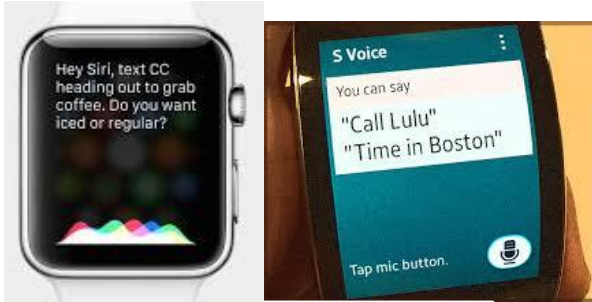 Hey Siri, text CC
heading out to grab
coffee. Do you want
iced or regular?
S Voice
You can say
"Call Lulu"
"Time in Boston"
Tap mic button.